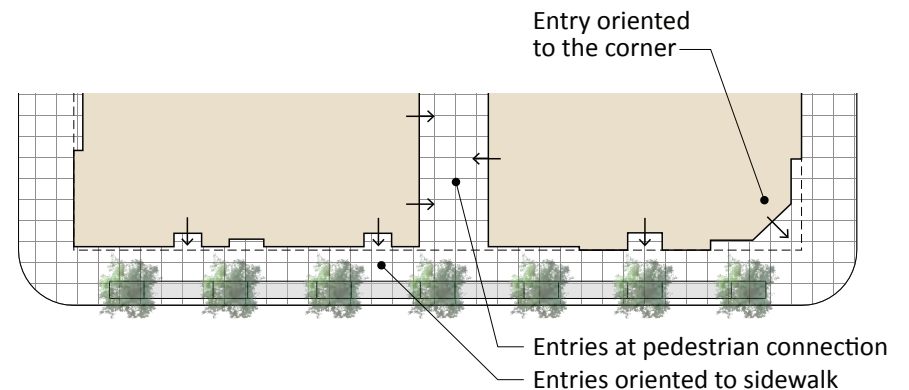 Entry oriented
to the corner
Entries at pedestrian connection
Entries oriented to sidewalk